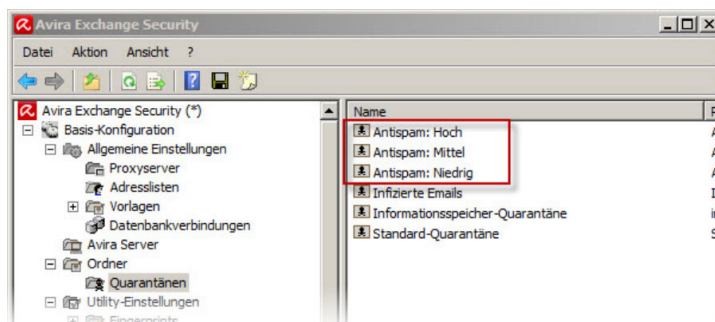 Avira Exchange Security
Datei Aktion Ansicht ?
Avira Exchange Security (*)
Basis-Konfiguration
Allgemeine Einstellungen
Proxyserver
Adresslisten
Vorlagen
Datenbankverbindungen
Avira Server
Ordner
Quarantänen
Utility-Einstellungen
Fingerprints
Name
Antispam: Hoch
Antispam: Mittel
Antispam: Niedrig
Infizierte Emails
Informationsspeicher-Quarantäne
Standard-Quarantäne